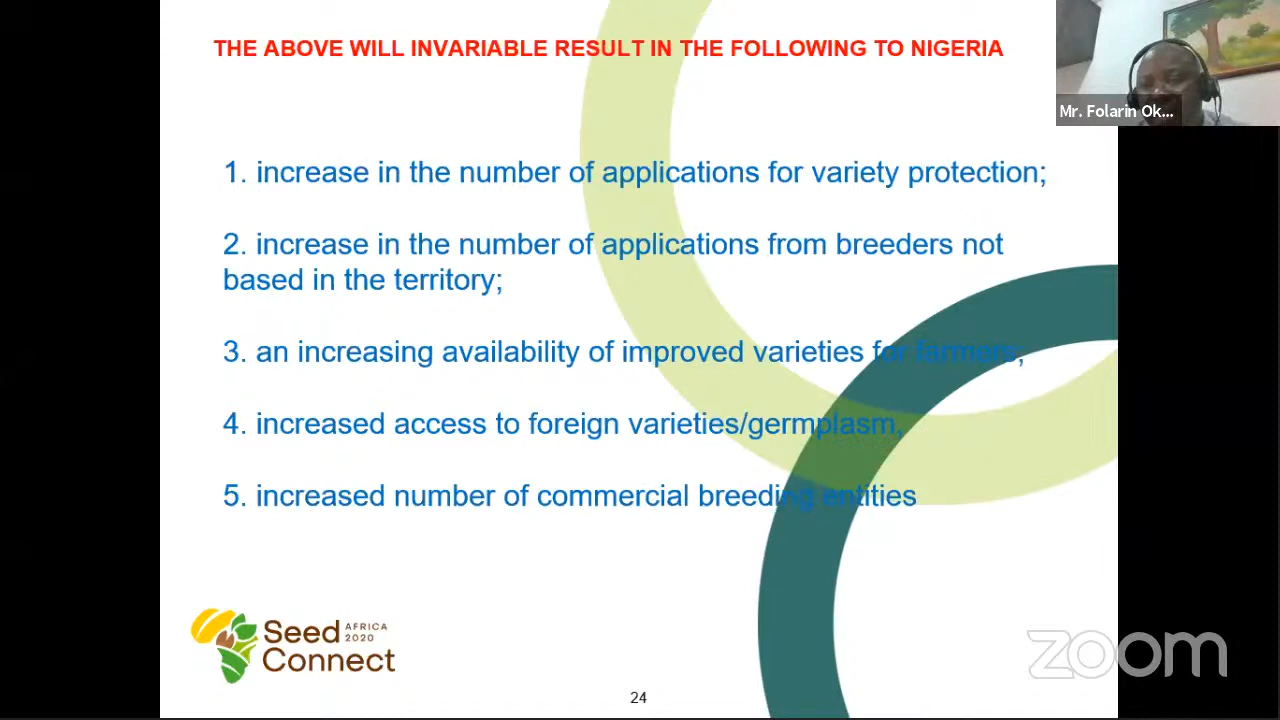 THE ABOVE WILL INVARIABLE RESULT IN THE FOLLOWING TO NIGERIA
Mr. Folarin Ok...
1. increase in the number of applications for variety protection;
2. increase in the number of applications from breeders not
based in the territory;
3. an increasing availability of improved varieties for farmers;
4. increased access to foreign varieties/germplasm,
5. increased number of commercial breeding entities
Seed AFRICA
2020
Connect
zoom
24